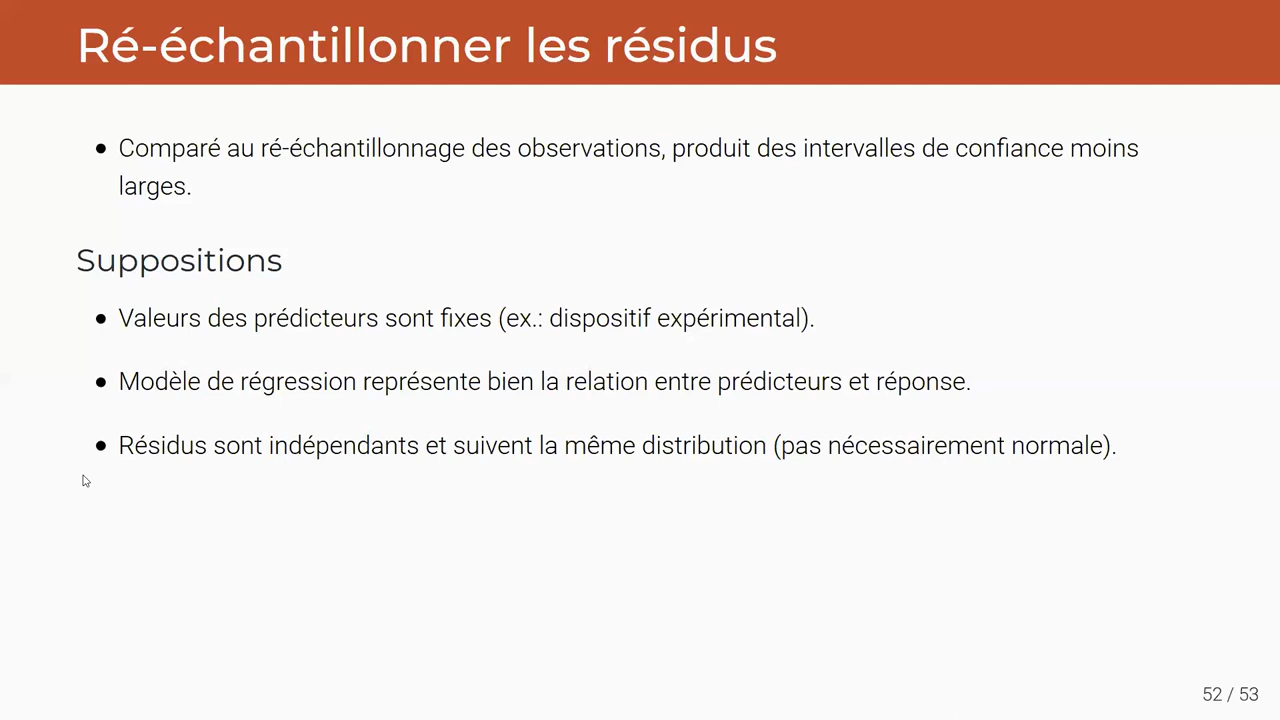 Ré-échantillonner les résidus
• Comparé au ré-échantillonnage des observations, produit des intervalles de confiance moins
larges.
Suppositions
• Valeurs des prédicteurs sont fixes (ex.: dispositif expérimental).
• Modèle de régression représente bien la relation entre prédicteurs et réponse.
• Résidus sont indépendants et suivent la même distribution (pas nécessairement normale).
52 / 53